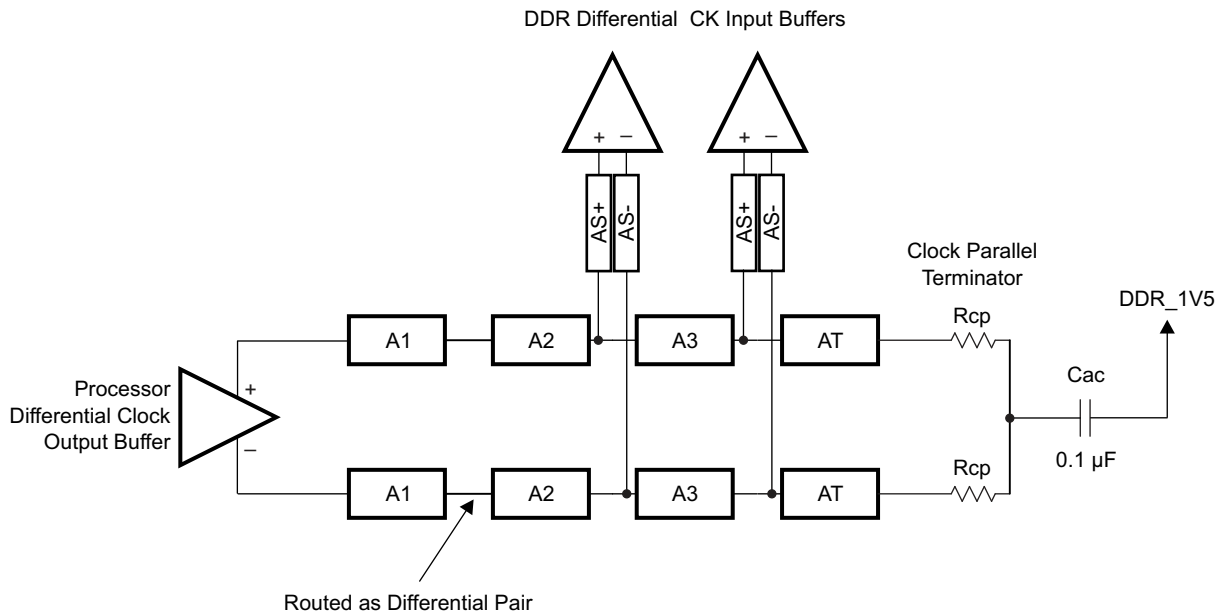 DDR Differential CK Input Buffers
+ − + −
AS+ AS- AS+ AS-
Clock Parallel
Terminator
DDR_1V5
A1 A2 A3 AT Rcp
Processor
Differential Clock
Output Buffer
+
−
Cac
0.1 µF
A1 A2 A3 AT Rcp
Routed as Differential Pair